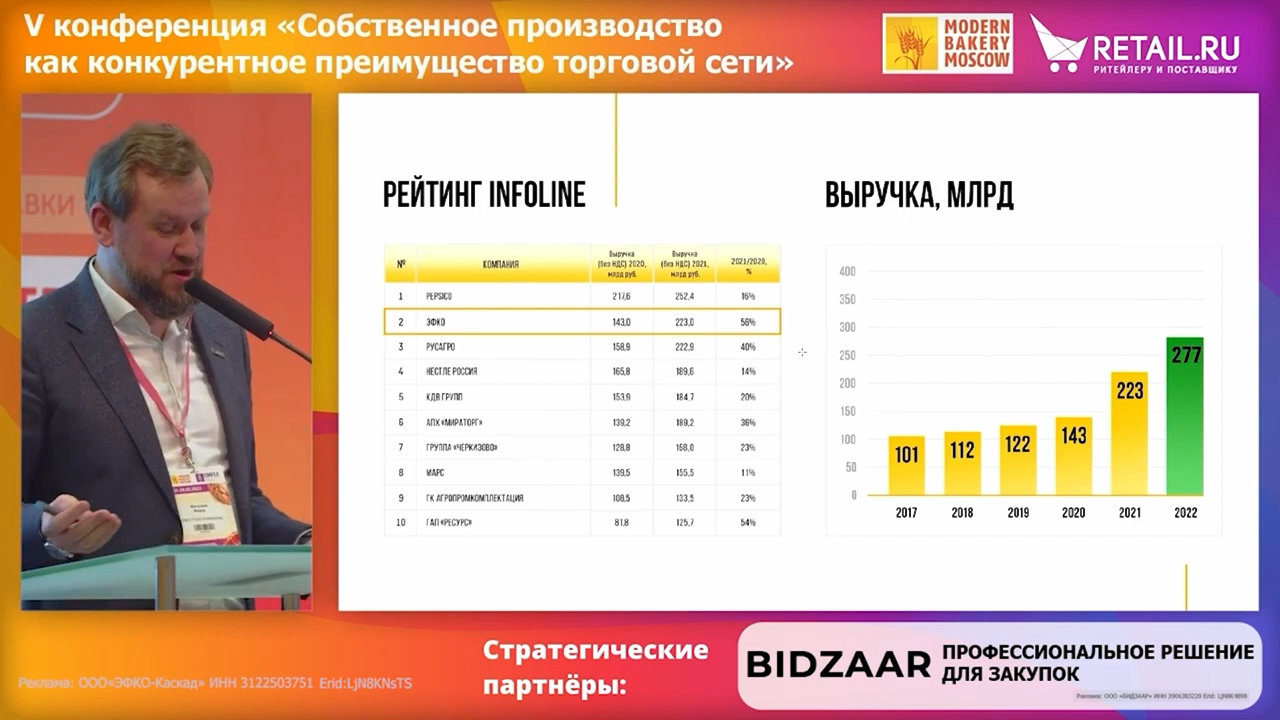 V конференция «Собственное производство
как конкурентное преимущество торговой сети»
MODERN
BAKERY
MOSCOW
RETAIL.RU
РИТЕЙЛЕРУ И ПОСТАВЩИКУ
АВКИ
РЕЙТИНГ INFOLINE
№ КОМПАНИЯ Выручка (без НДС) 2020, млрд руб. Выручка (без НДС) 2021, млрд руб. 2021/2020, %
1 PEPSICO 217,6 252,4 16%
2 ЭФКО 143,0 223,0 56%
3 РУСАГРО 158,9 222,9 40%
4 НЕСТЛЕ РОССИЯ 165,8 189,6 14%
5 КДВ ГРУПП 153,9 184,7 20%
6 АПХ «МИРАТОРГ» 139,2 189,2 36%
7 ГРУППА «ЧЕРКИЗОВО» 128,8 158,0 23%
8 МАРС 139,5 155,5 11%
9 ГК АГРОПРОМКОМПЛЕКТАЦИЯ 108,5 133,5 23%
10 ГАП «РЕСУРС» 81,8 125,7 54%
ВЫРУЧКА, МЛРД
400
350
300
250
200
150
100
50
0
101 112 122 143 223 277
2017 2018 2019 2020 2021 2022
Стратегические
партнёры:
BIDZAAR
ПРОФЕССИОНАЛЬНОЕ РЕШЕНИЕ
ДЛЯ ЗАКУПОК
Реклама: ООО«ЭФКО-Каскад» ИНН 3122503751 Erid:LjN8KNsTS